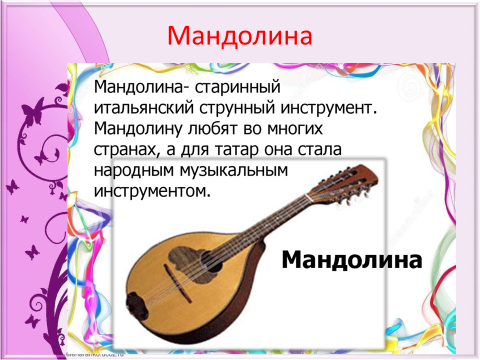 Мандолина
Мандолина- старинный
итальянский струнный инструмент.
Мандолину любят во многих
странах, а для татар она стала
народным музыкальным
инструментом.
Мандолина